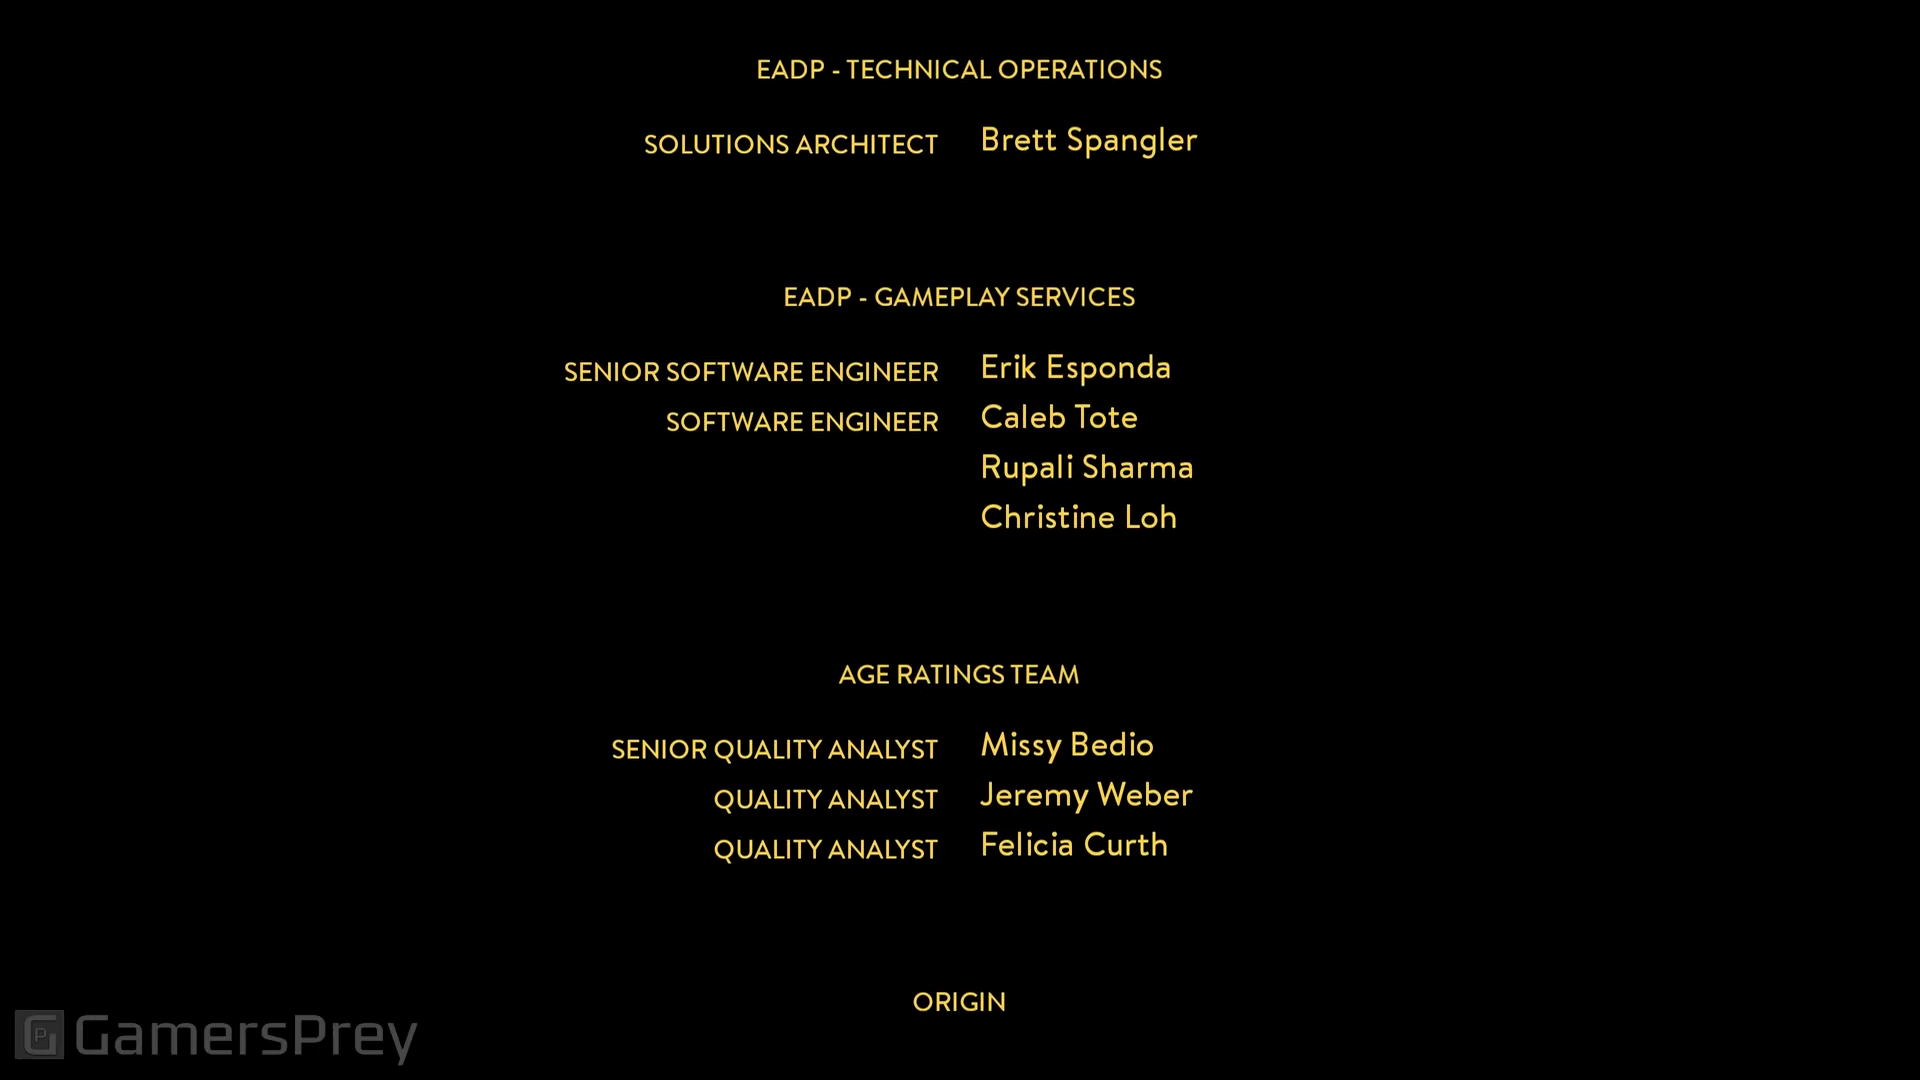 EADP - TECHNICAL OPERATIONS
SOLUTIONS ARCHITECT Brett Spangler
EADP - GAMEPLAY SERVICES
SENIOR SOFTWARE ENGINEER Erik Esponda
SOFTWARE ENGINEER Caleb Tote
Rupali Sharma
Christine Loh
AGE RATINGS TEAM
SENIOR QUALITY ANALYST Missy Bedio
QUALITY ANALYST Jeremy Weber
QUALITY ANALYST Felicia Curth
ORIGIN
GamersPrey